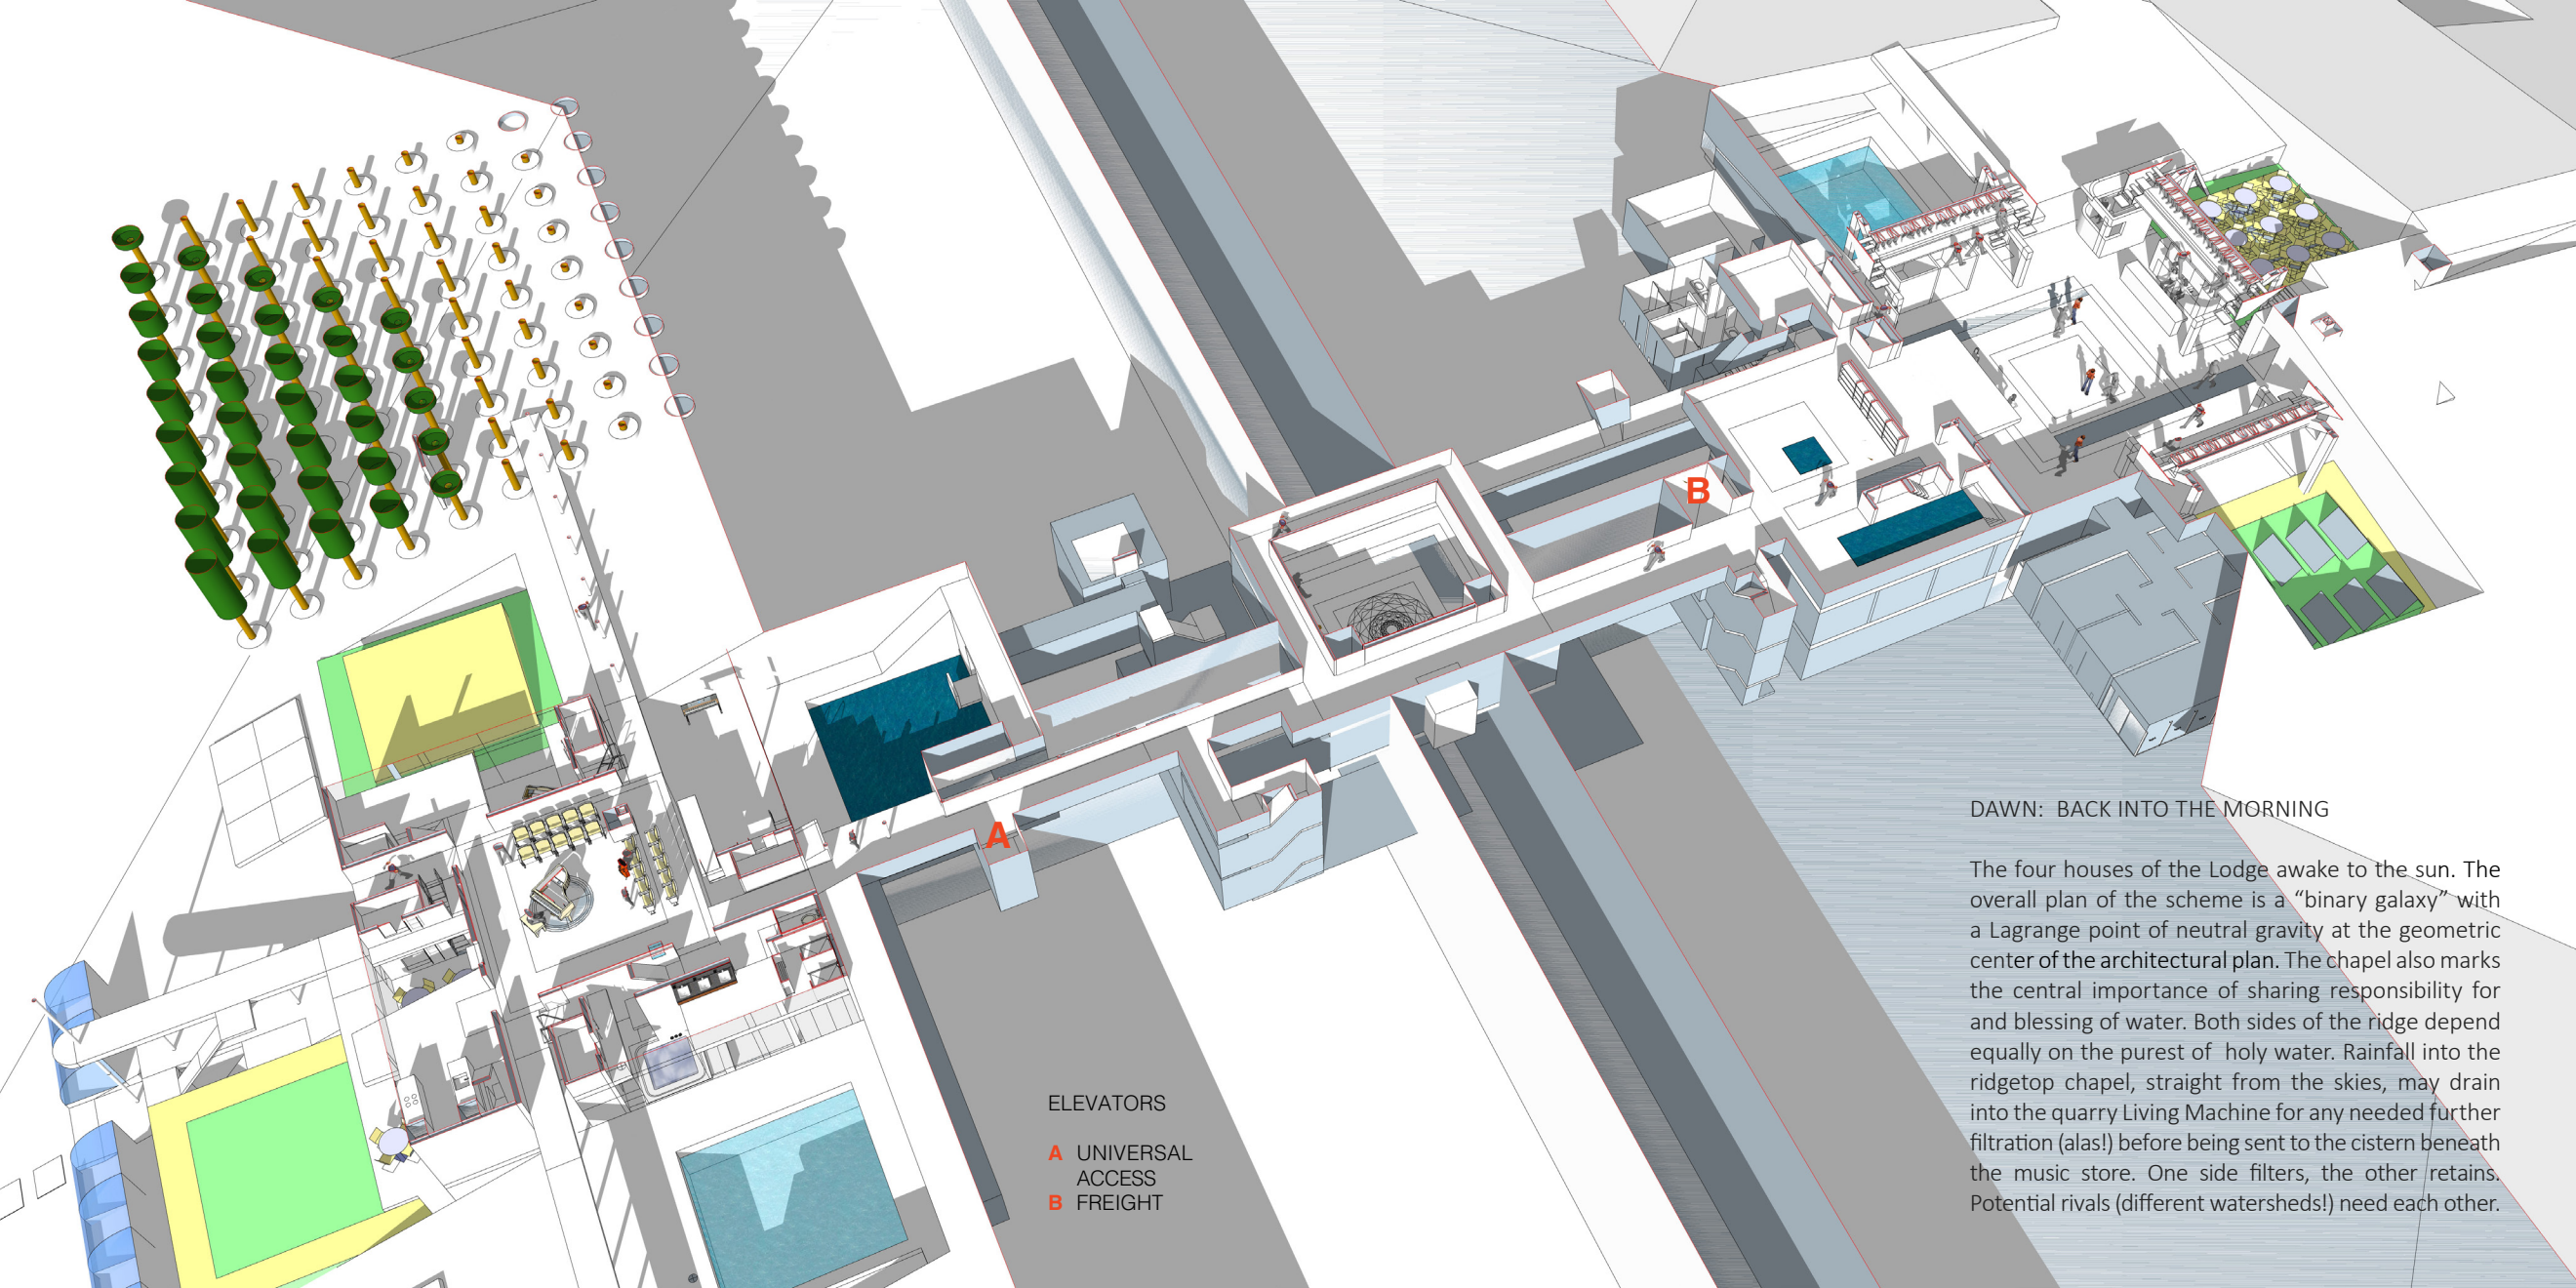 A
B
ELEVATORS
A UNIVERSAL
ACCESS
B FREIGHT
DAWN: BACK INTO THE MORNING
The four houses of the Lodge awake to the sun. The
overall plan of the scheme is a “binary galaxy” with
a Lagrange point of neutral gravity at the geometric
center of the architectural plan. The chapel also marks
the central importance of sharing responsibility for
and blessing of water. Both sides of the ridge depend
equally on the purest of holy water. Rainfall into the
ridgetop chapel, straight from the skies, may drain
into the quarry Living Machine for any needed further
filtration (alas!) before being sent to the cistern beneath
the music store. One side filters, the other retains.
Potential rivals (different watersheds!) need each other.